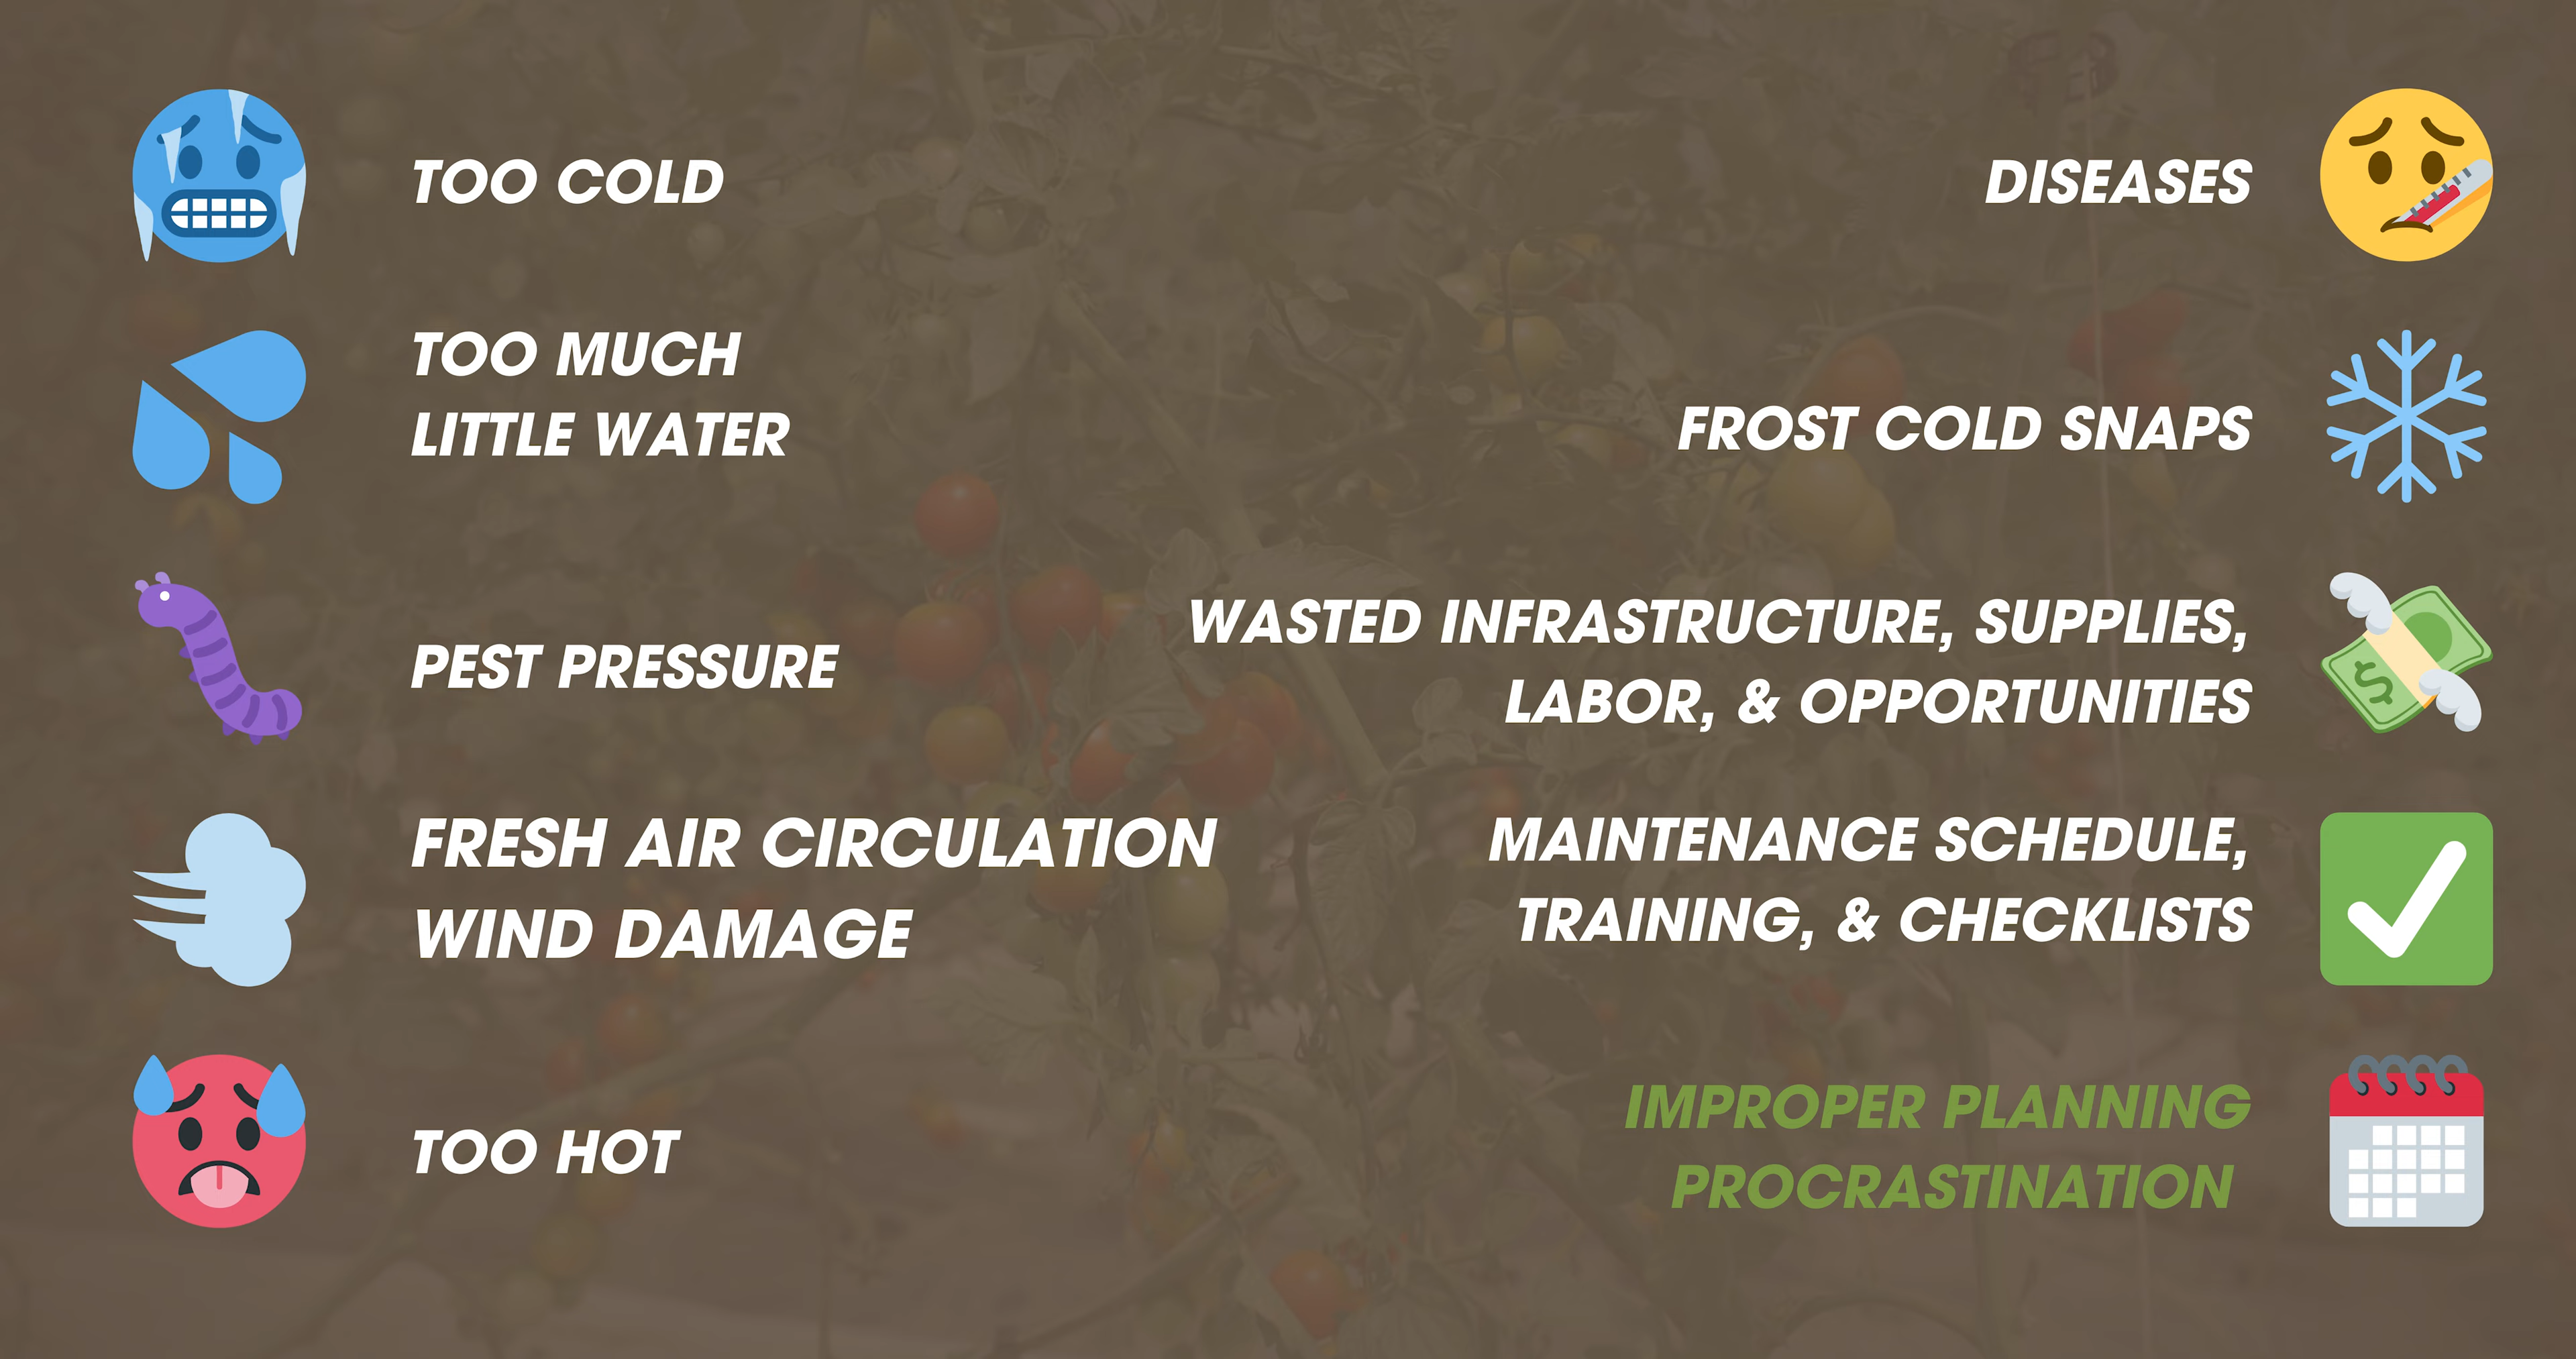 TOO COLD
TOO MUCH
LITTLE WATER
PEST PRESSURE
FRESH AIR CIRCULATION
WIND DAMAGE
TOO HOT
DISEASES
FROST COLD SNAPS
WASTED INFRASTRUCTURE, SUPPLIES,
LABOR, & OPPORTUNITIES
MAINTENANCE SCHEDULE,
TRAINING, & CHECKLISTS
IMPROPER PLANNING
PROCRASTINATION